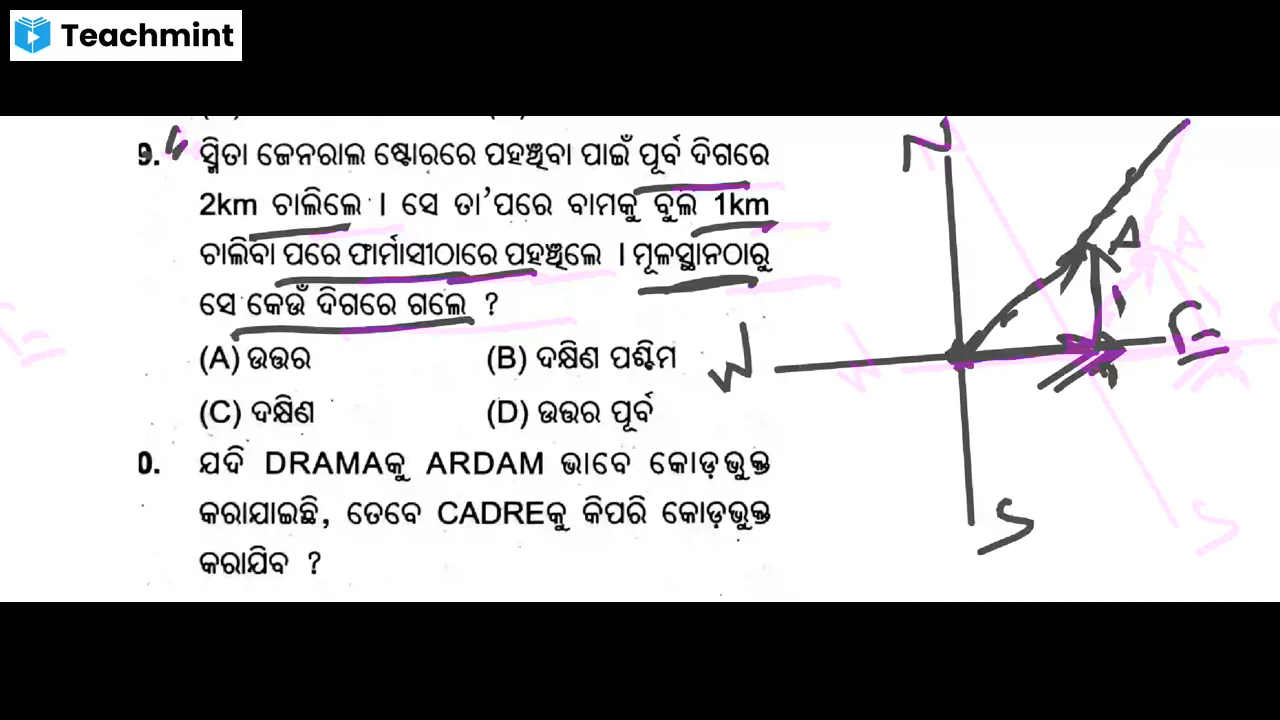 Teachmint
9. ସ୍ମିତା ଜେନରାଲ ଷ୍ଟୋରରେ ପହଞ୍ଚିବା ପାଇଁ ପୂର୍ବ ଦିଗରେ
2km ଚାଲିଲେ । ସେ ତା'ପରେ ବାମକୁ ବୁଲି 1km
ଚାଲିବା ପରେ ଫାର୍ମାସୀଠାରେ ପହଞ୍ଚିଲେ । ମୂଳସ୍ଥାନଠାରୁ
ସେ କେଉଁ ଦିଗରେ ଗଲେ ?
(A) ଉତ୍ତର (B) ଦକ୍ଷିଣ ପଶ୍ଚିମ
(C) ଦକ୍ଷିଣ (D) ଉତ୍ତର ପୂର୍ବ
0. ଯଦି DRAMAକୁ ARDAM ଭାବେ କୋଡ଼ଭୁକ୍ତ
କରାଯାଇଛି, ତେବେ CADREକୁ କିପରି କୋଡ଼ଭୁକ୍ତ
କରାଯିବ ?
N
W
E
S